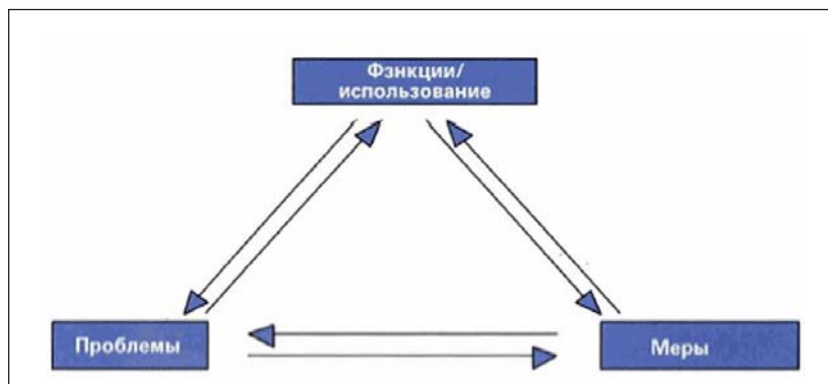 Фэнкции/
использование
Проблемы
Меры